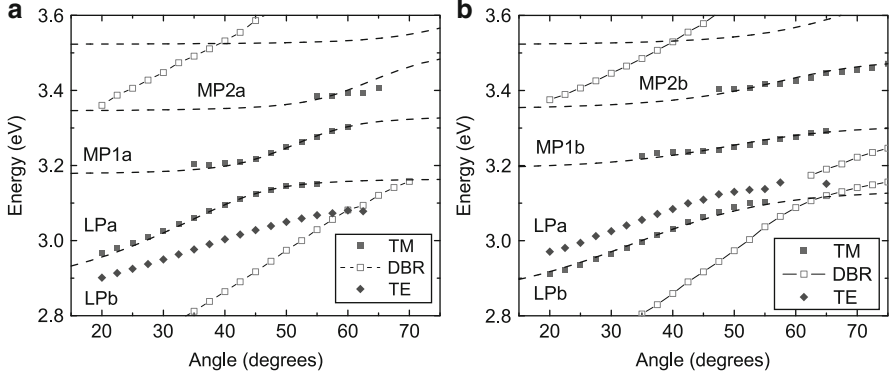 a
3.6
3.4
3.2
3.0
2.8
Energy (eV)
MP2a
MP1a
LPa
LPb
TM
DBR
TE
20 30 40 50 60 70
Angle (degrees)
b
3.6
3.4
3.2
3.0
2.8
Energy (eV)
MP2b
MP1b
LPa
LPb
TM
DBR
TE
20 30 40 50 60 70
Angle (degrees)